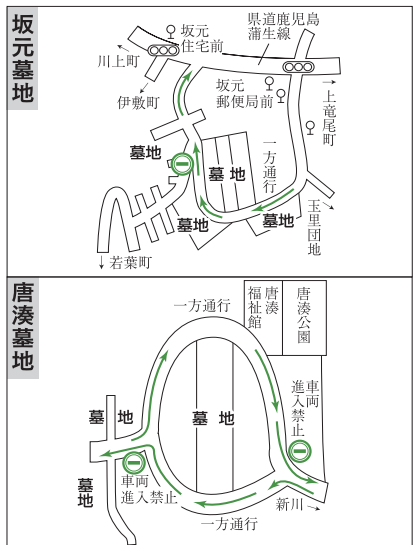 坂元墓地
坂元
住宅前
県道鹿児島
蒲生線
川上町
伊敷町
坂元
郵便局前
上竜尾町
一方通行
墓地
墓地
墓地
墓地
玉里団地
若葉町
唐湊墓地
唐湊
福祉館
唐湊公園
一方通行
車両
進入禁止
墓地
墓地
墓地
車両
進入禁止
新川
一方通行